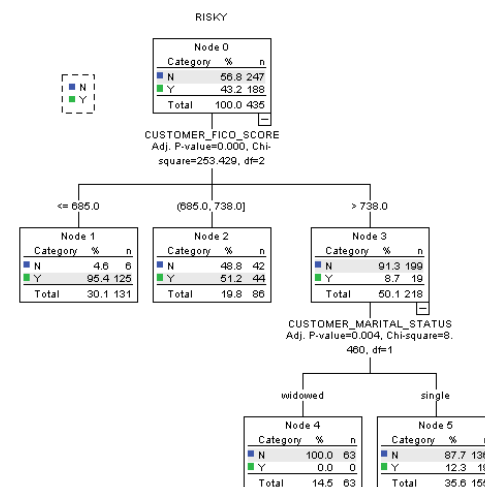 RISKY
Node 0
Category % n
N 56.8 247
Y 43.2 188
Total 100.0 435
N
Y
CUSTOMER_FICO_SCORE
Adj. P-value=0.000, Chi-
square=253.429, df=2
<= 685.0
(685.0, 738.0]
> 738.0
Node 1
Category % n
N 4.6 6
Y 95.4 125
Total 30.1 131
Node 2
Category % n
N 48.8 42
Y 51.2 44
Total 19.8 86
Node 3
Category % n
N 91.3 199
Y 8.7 19
Total 50.1 218
CUSTOMER_MARITAL_STATUS
Adj. P-value=0.004, Chi-square=8.
460, df=1
widowed
single
Node 4
Category % n
N 100.0 63
Y 0.0 0
Total 14.5 63
Node 5
Category % n
N 87.7 136
Y 12.3 19
Total 35.6 155